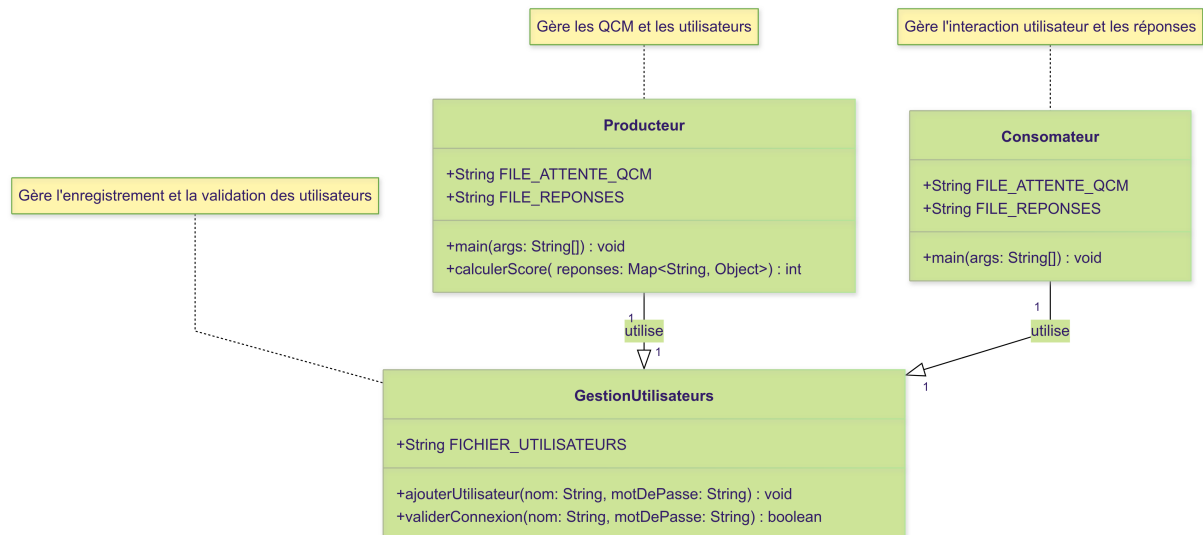 Gère les QCM et les utilisateurs
Gère l'interaction utilisateur et les réponses
Producteur
+String FILE_ATTENTE_QCM
+String FILE_REPONSES
+main(args: String[]) : void
+calculerScore( reponses: Map<String, Object>) : int
Consomateur
+String FILE_ATTENTE_QCM
+String FILE_REPONSES
+main(args: String[]) : void
Gère l'enregistrement et la validation des utilisateurs
1
utilise
1
1
utilise
1
GestionUtilisateurs
+String FICHIER_UTILISATEURS
+ajouterUtilisateur(nom: String, motDePasse: String) : void
+validerConnexion(nom: String, motDePasse: String) : boolean